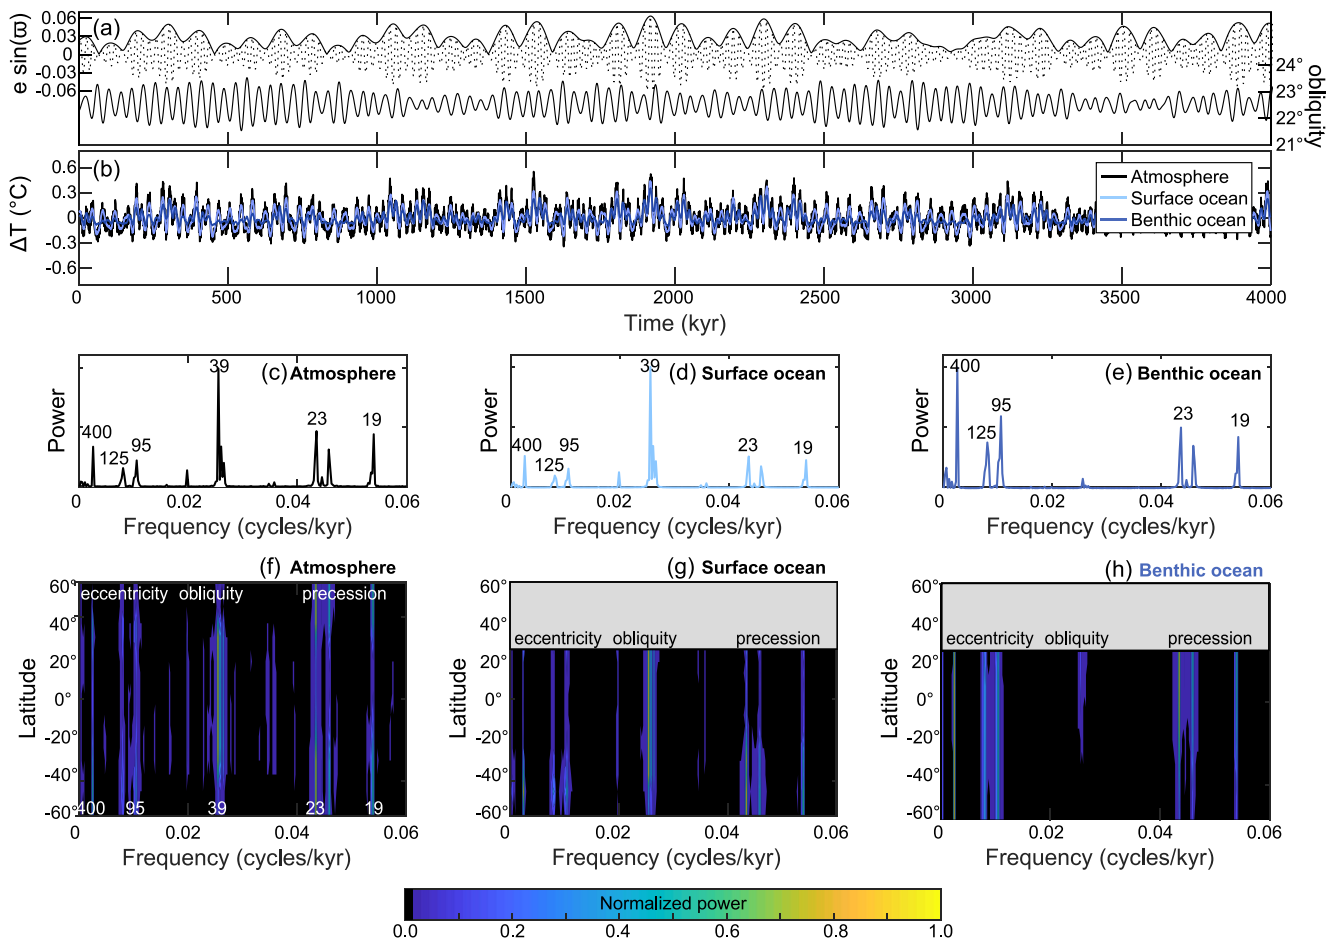 (a)
e sin(ϖ)
0.06
0.03
0
-0.03
-0.06
24°
23°
22°
21°
obliquity
(b)
ΔT (°C)
0.6
0.3
0
-0.3
-0.6
Atmosphere
Surface ocean
Benthic ocean
0 500 1000 1500 2000 2500 3000 3500 4000
Time (kyr)
(c) Atmosphere
Power
400 125 95 39 23 19
0 0.02 0.04 0.06
Frequency (cycles/kyr)
(d) Surface ocean
Power
400 125 95 39 23 19
0 0.02 0.04 0.06
Frequency (cycles/kyr)
(e) Benthic ocean
Power
400 125 95 23 19
0 0.02 0.04 0.06
Frequency (cycles/kyr)
(f) Atmosphere
Latitude
60°
40°
20°
0°
-20°
-40°
-60°
eccentricity obliquity precession
400 95 39 23 19
0 0.02 0.04 0.06
Frequency (cycles/kyr)
(g) Surface ocean
Latitude
60°
40°
20°
0°
-20°
-40°
-60°
eccentricity obliquity precession
0 0.02 0.04 0.06
Frequency (cycles/kyr)
(h) Benthic ocean
Latitude
60°
40°
20°
0°
-20°
-40°
-60°
eccentricity obliquity precession
0 0.02 0.04 0.06
Frequency (cycles/kyr)
Normalized power
0.0 0.2 0.4 0.6 0.8 1.0